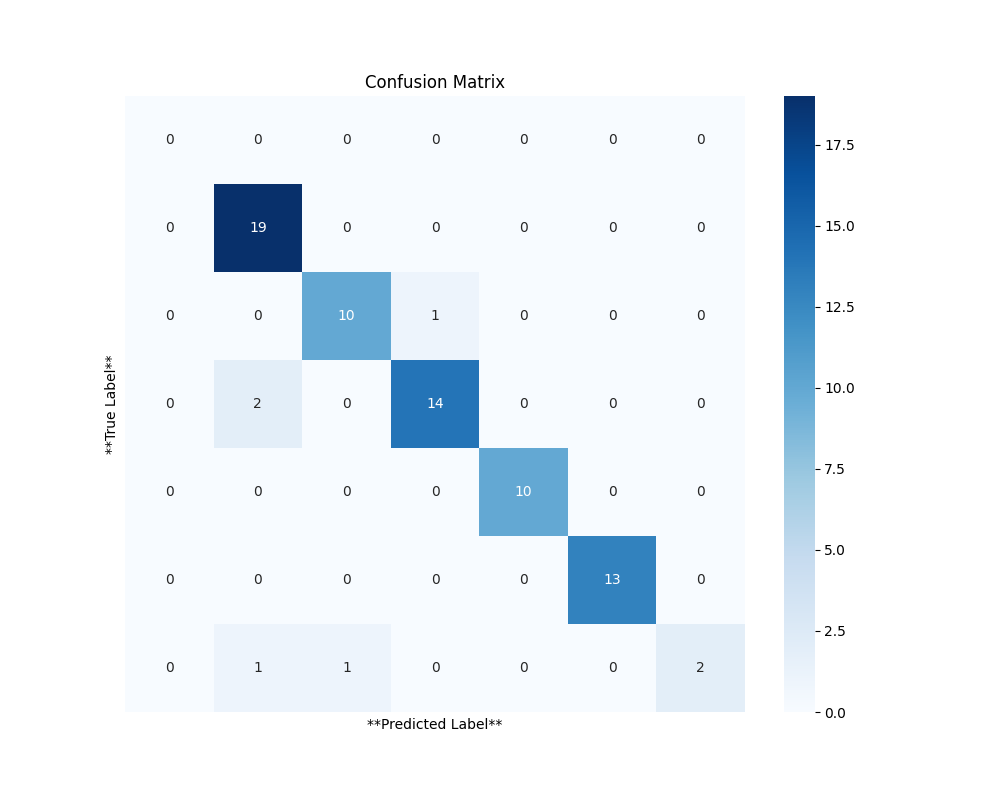 Confusion Matrix
0 0 0 0 0 0 0
0 19 0 0 0 0 0
0 0 10 1 0 0 0
0 2 0 14 0 0 0
0 0 0 0 10 0 0
0 0 0 0 0 13 0
0 1 1 0 0 0 2
**True Label**
**Predicted Label**
17.5
15.0
12.5
10.0
7.5
5.0
2.5
0.0